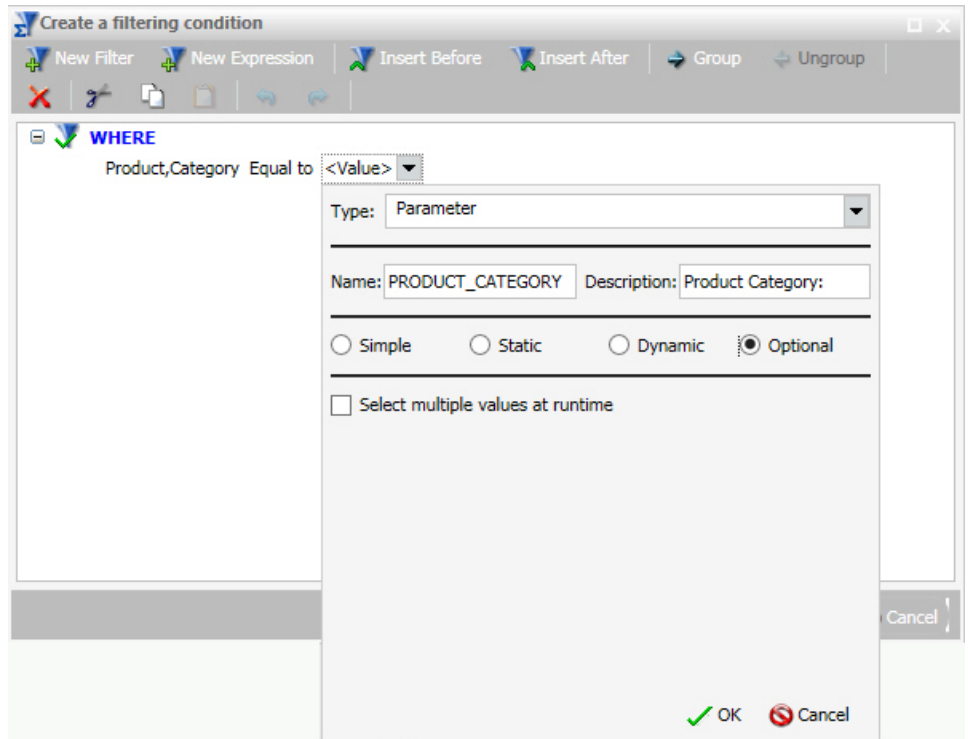 Create a filtering condition
New Filter New Expression Insert Before Insert After Group Ungroup
WHERE
Product,Category Equal to <Value>
Type: Parameter
Name: PRODUCT_CATEGORY Description: Product Category:
Simple Static Dynamic Optional
Select multiple values at runtime
Cancel
OK Cancel